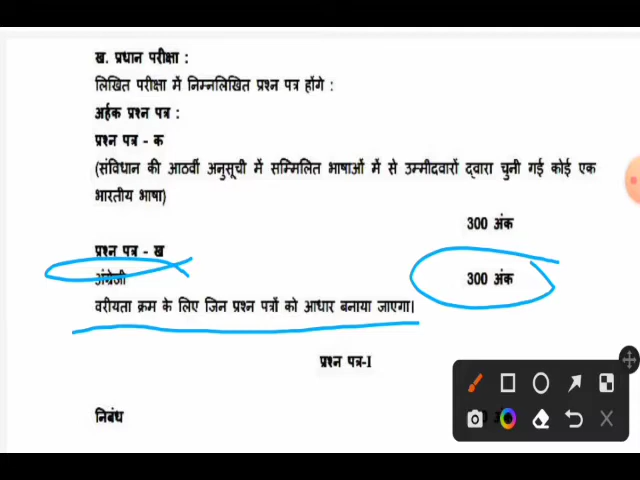 ख. प्रधान परीक्षा :
लिखित परीक्षा में निम्नलिखित प्रश्न पत्र होंगे :
अर्हक प्रश्न पत्र :
प्रश्न पत्र - क
(संविधान की आठवीं अनुसूची में सम्मिलित भाषाओं में से उम्मीदवारों द्वारा चुनी गई कोई एक
भारतीय भाषा)
300 अंक
प्रश्न पत्र - ख
अंग्रेजी 300 अंक
वरीयता क्रम के लिए जिन प्रश्न पत्रों को आधार बनाया जाएगा।
प्रश्न पत्र-I
निबंध